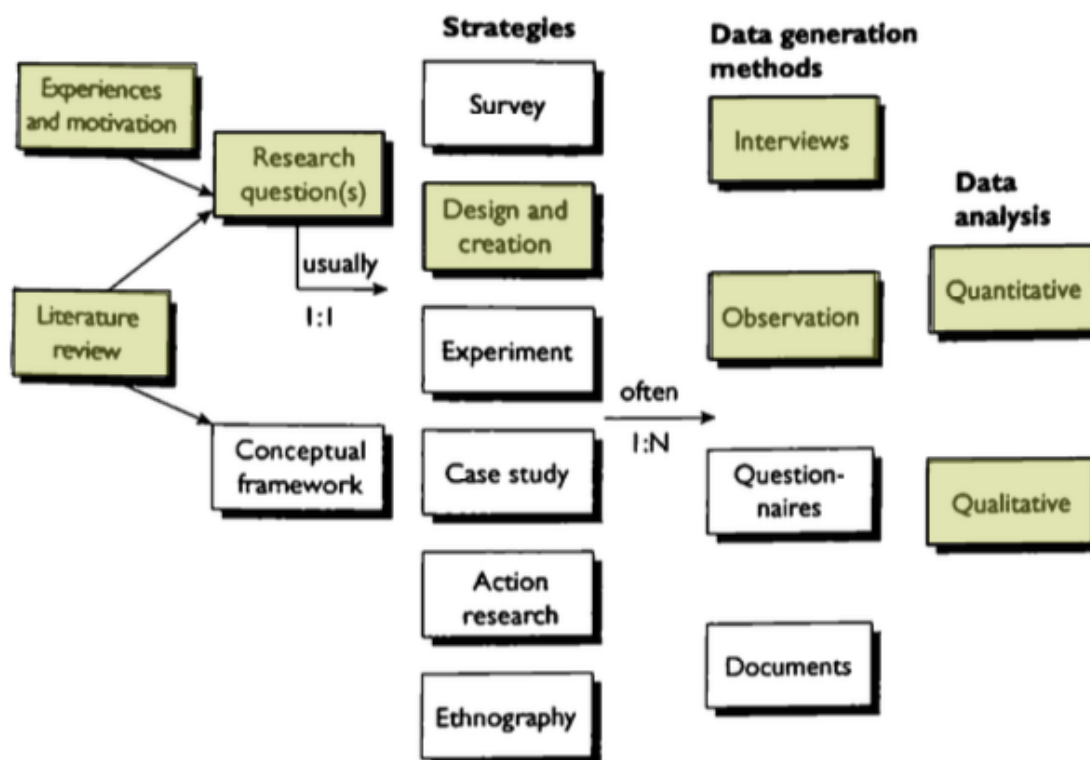 Experiences
and motivation
Literature
review
Research
question(s)
usually
1:1
Conceptual
framework
Strategies
Survey
Design and
creation
Experiment
Case study
Action
research
Ethnography
often
1:N
Data generation
methods
Interviews
Observation
Question-
naires
Documents
Data
analysis
Quantitative
Qualitative